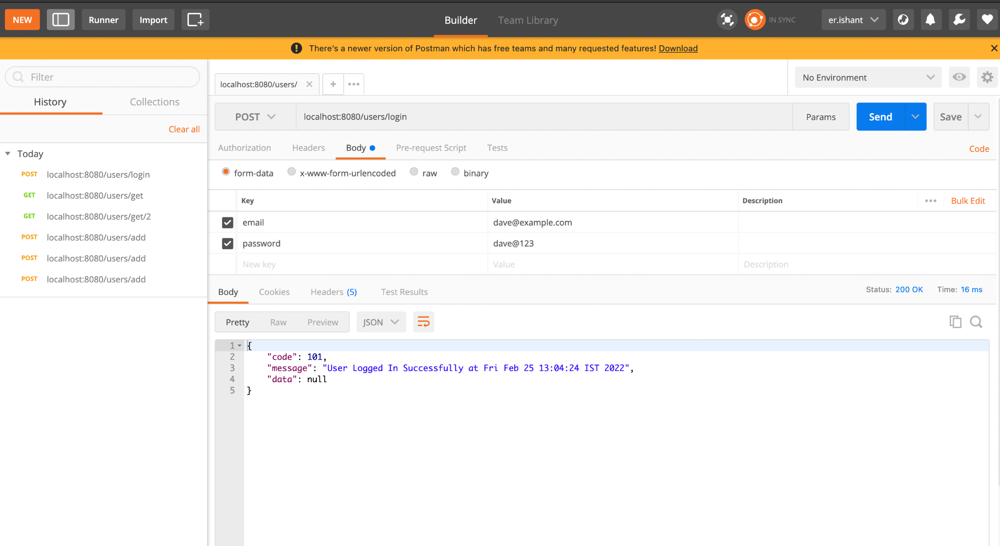 NEW Runner Import Builder Team Library IN SYNC er.ishant
There's a newer version of Postman which has free teams and many requested features! Download
Filter
History Collections
Clear all
Today
POST localhost:8080/users/login
GET localhost:8080/users/get
GET localhost:8080/users/get/2
POST localhost:8080/users/add
POST localhost:8080/users/add
POST localhost:8080/users/add
localhost:8080/users/ No Environment
POST localhost:8080/users/login Params Send Save
Authorization Headers Body Pre-request Script Tests Code
form-data x-www-form-urlencoded raw binary
Key Value Description Bulk Edit
email dave@example.com
password dave@123
New key Value Description
Body Cookies Headers (5) Test Results Status: 200 OK Time: 16 ms
Pretty Raw Preview JSON
1 {
2 "code": 101,
3 "message": "User Logged In Successfully at Fri Feb 25 13:04:24 IST 2022",
4 "data": null
5 }